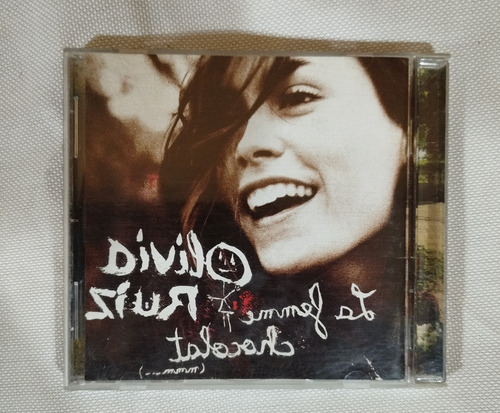 Olivia
Ruiz
La femme
chocolat
(mmm....)